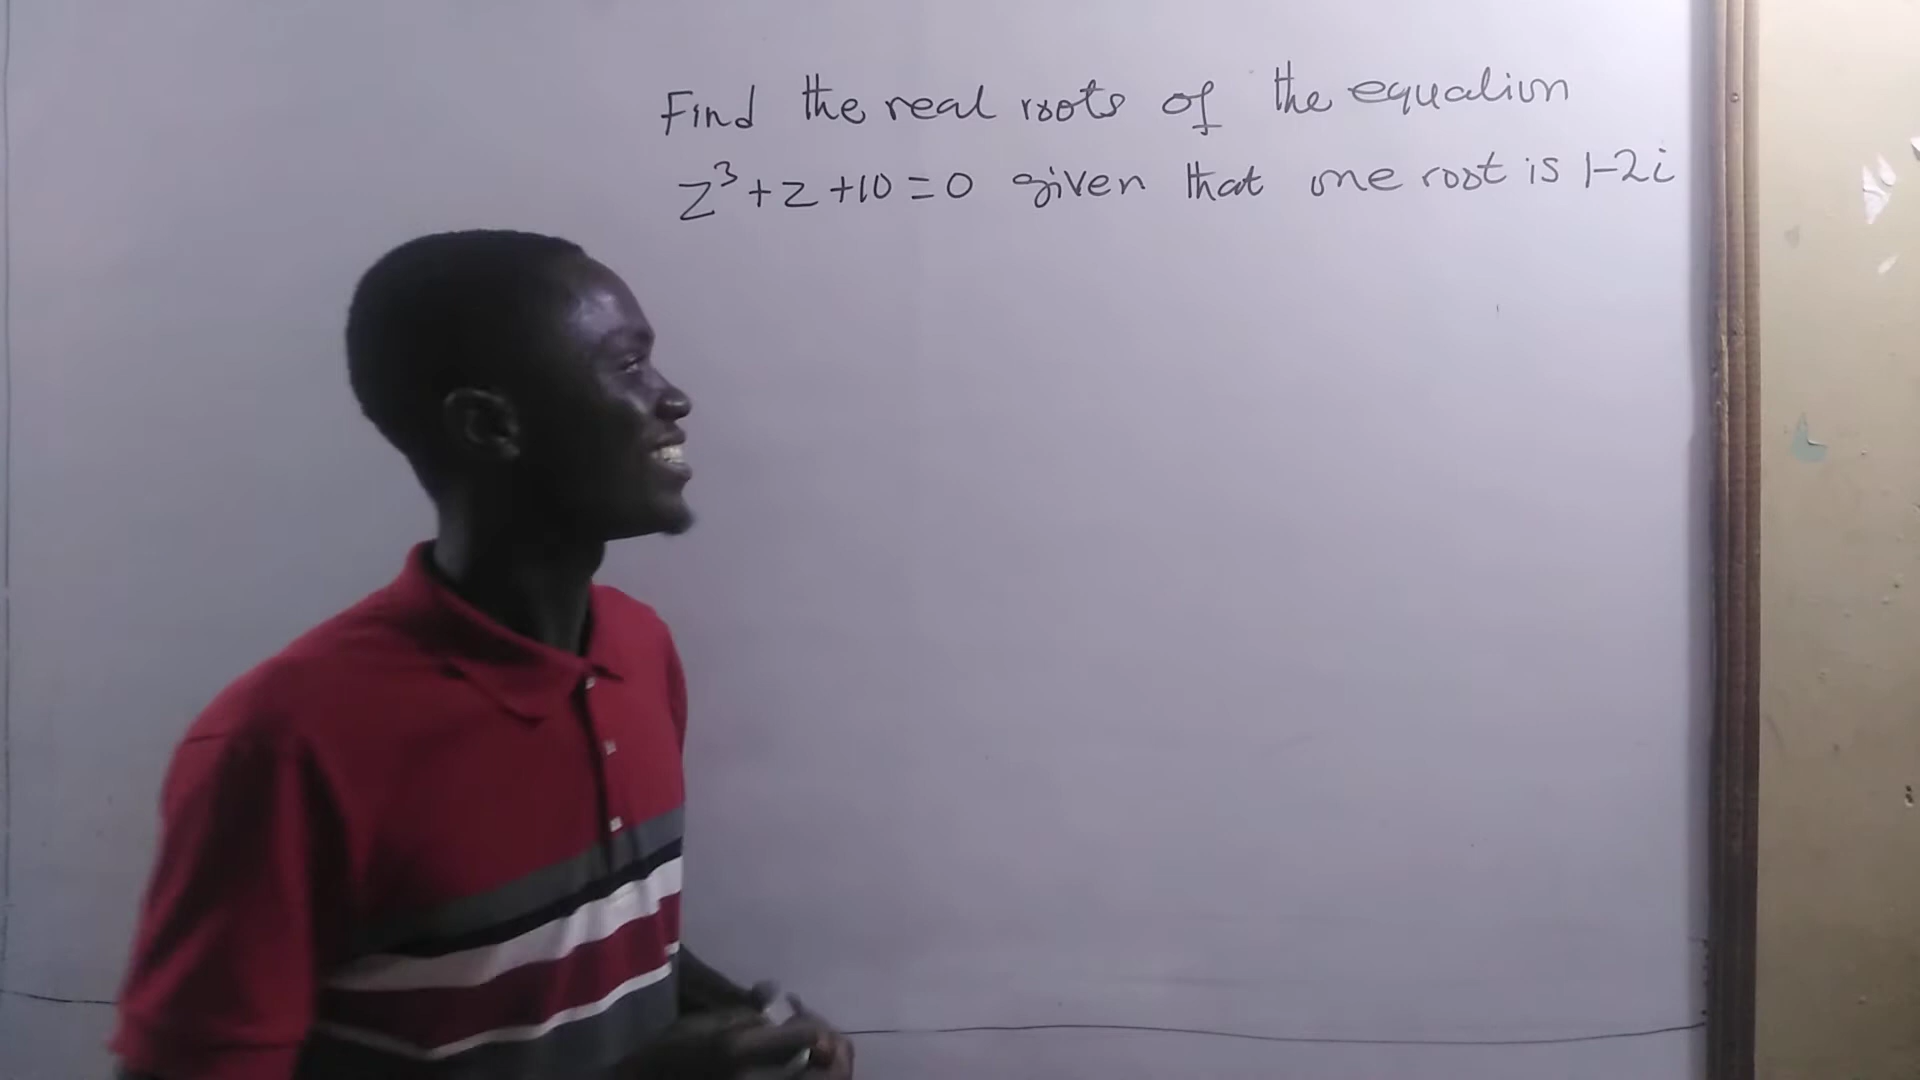 Find the real roots of the equation
z³+z+10=0 given that one root is 1-2i